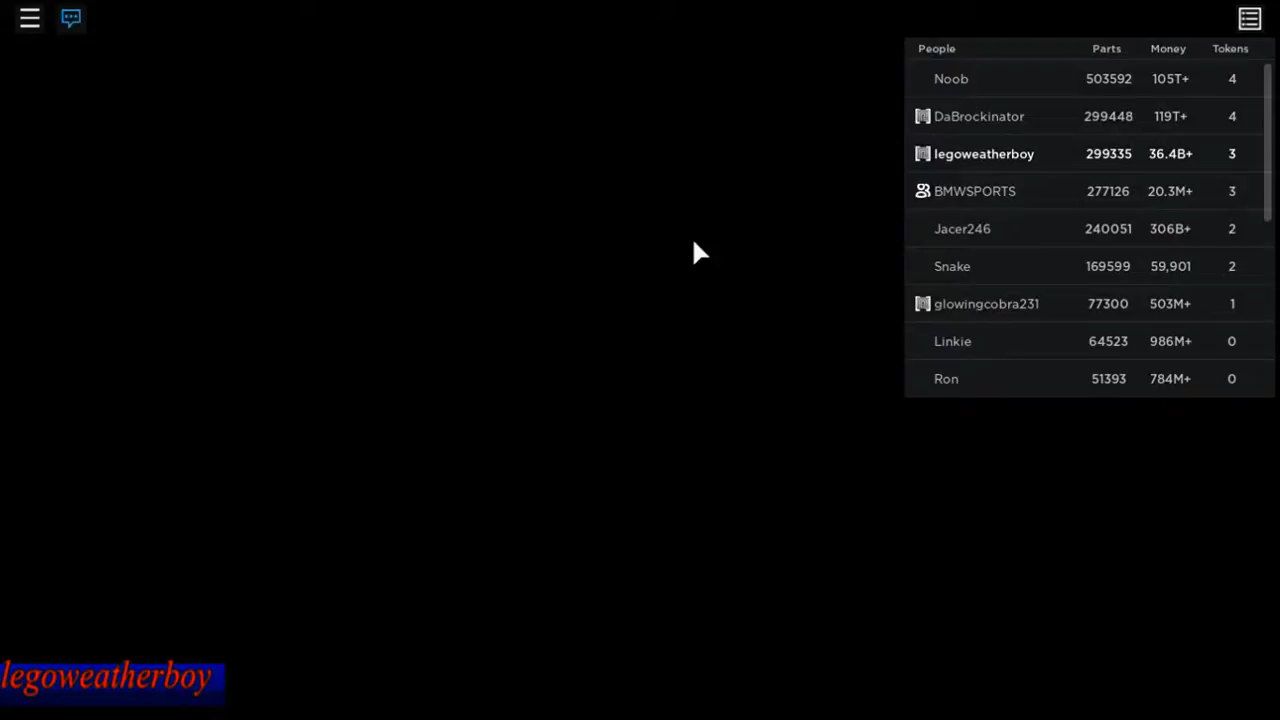 People Parts Money Tokens
Noob 503592 105T+ 4
DaBrockinator 299448 119T+ 4
legoweatherboy 299335 36.4B+ 3
BMWSPORTS 277126 20.3M+ 3
Jacer246 240051 306B+ 2
Snake 169599 59,901 2
glowingcobra231 77300 503M+ 1
Linkie 64523 986M+ 0
Ron 51393 784M+ 0
legoweatherboy